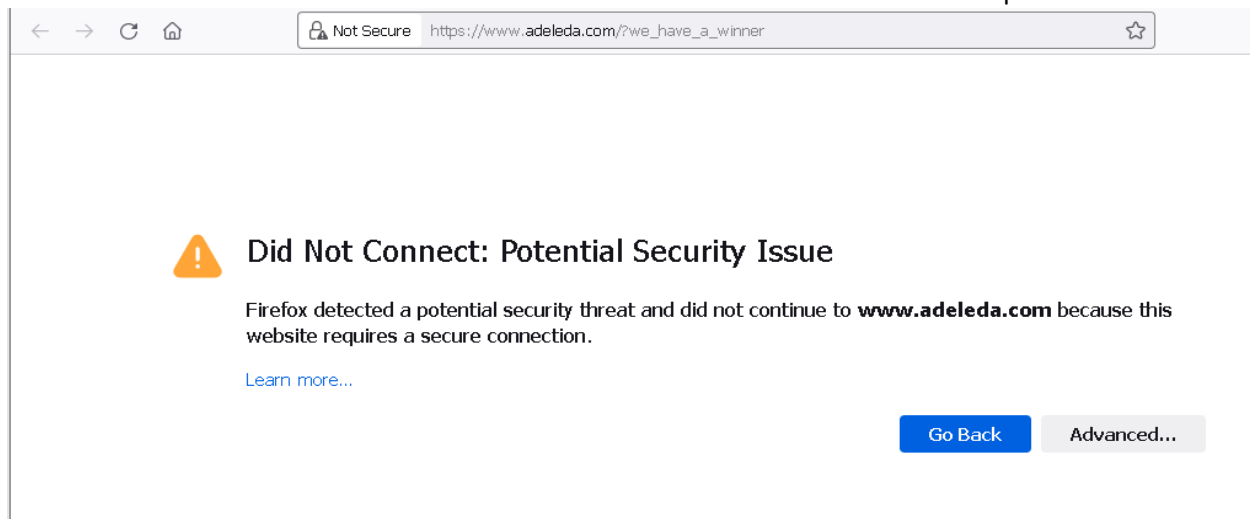 Not Secure https://www.adeleda.com/?we_have_a_winner
Did Not Connect: Potential Security Issue
Firefox detected a potential security threat and did not continue to www.adeleda.com because this
website requires a secure connection.
Learn more...
Go Back Advanced...